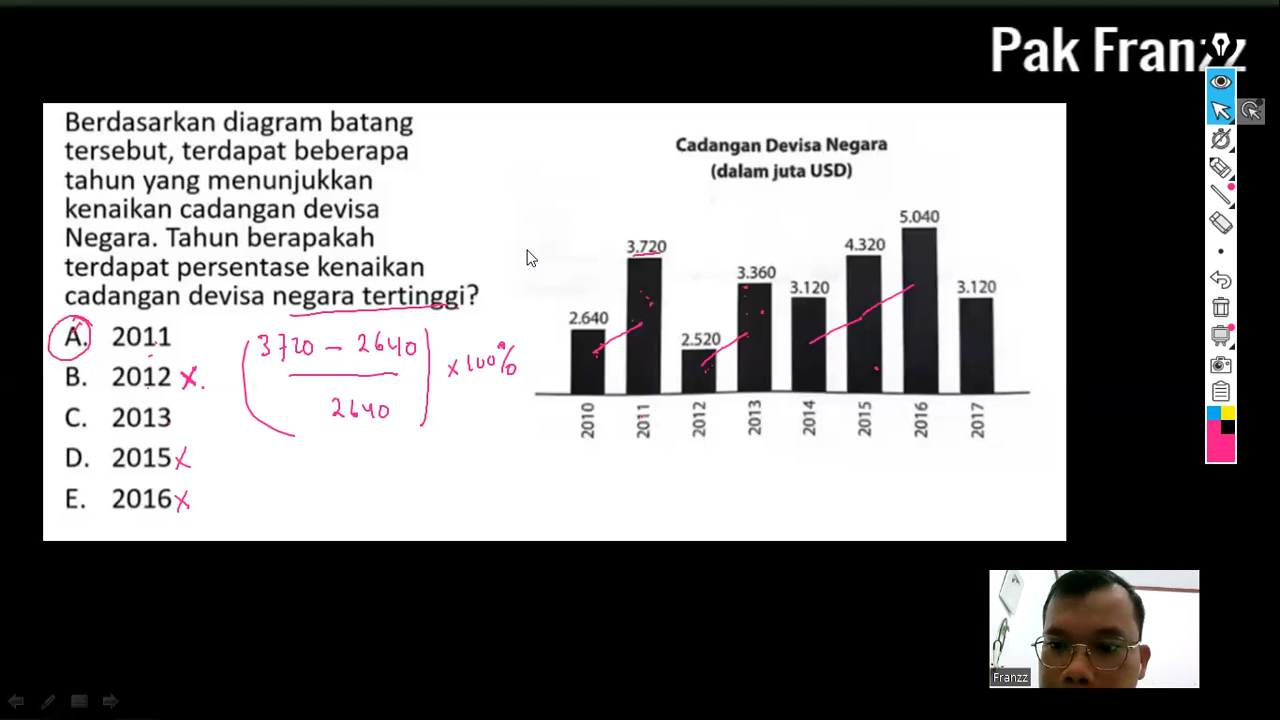 Pak Franzz
Berdasarkan diagram batang
tersebut, terdapat beberapa
tahun yang menunjukkan
kenaikan cadangan devisa
Negara. Tahun berapakah
terdapat persentase kenaikan
cadangan devisa negara tertinggi?
A. 2011
B. 2012 x.
C. 2013
D. 2015 x
E. 2016 x
3720 - 2640
2640
x 100%
Cadangan Devisa Negara
(dalam juta USD)
2.640
3.720
2.520
3.360
3.120
4.320
5.040
3.120
2010
2011
2012
2013
2014
2015
2016
2017
Franzz